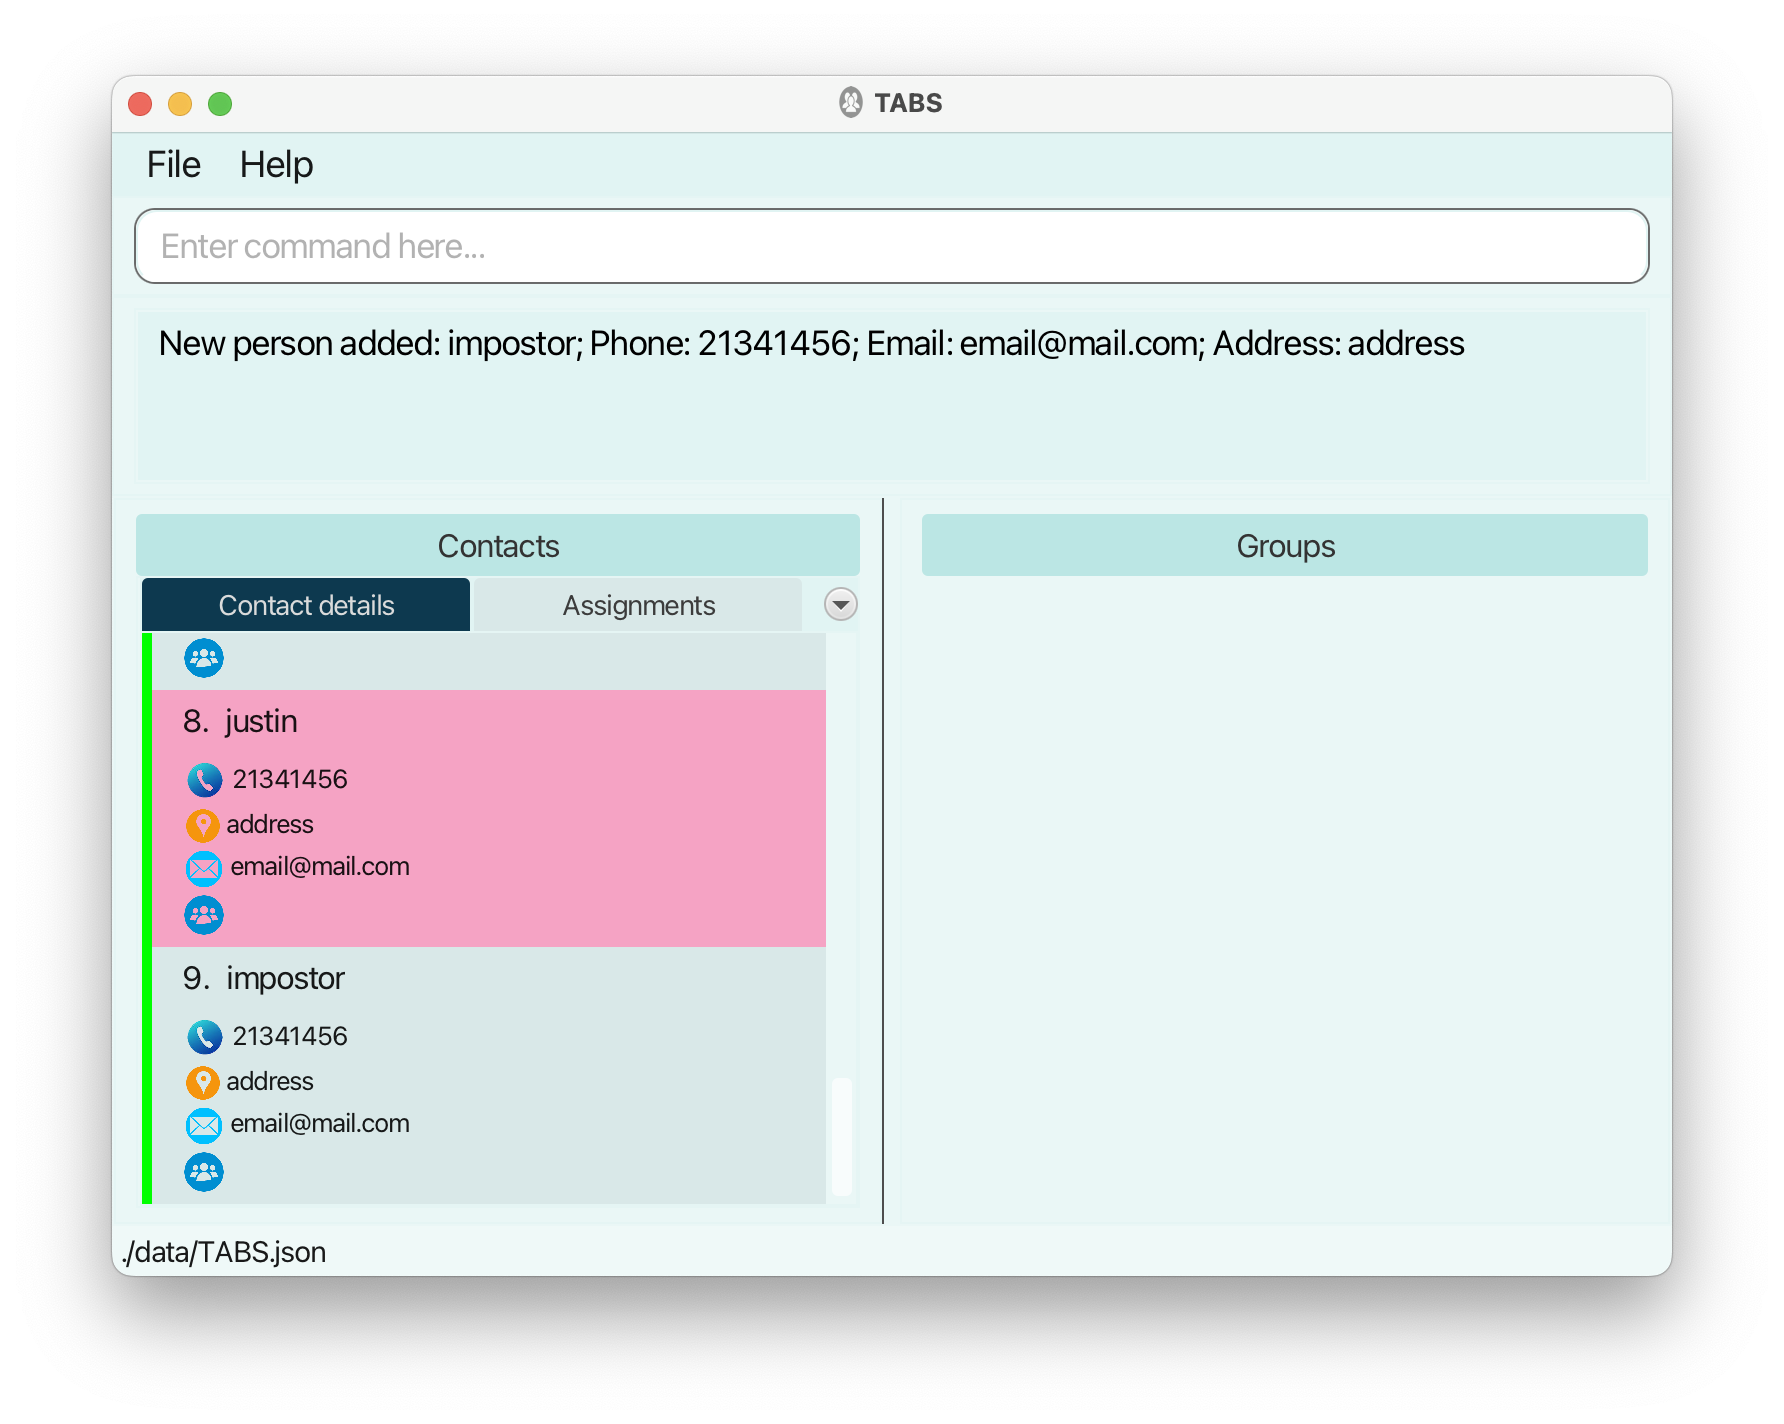 TABS
File Help
Enter command here...
New person added: impostor; Phone: 21341456; Email: email@mail.com; Address: address
Contacts
Contact details Assignments
8. justin
21341456
address
email@mail.com
9. impostor
21341456
address
email@mail.com
Groups
./data/TABS.json